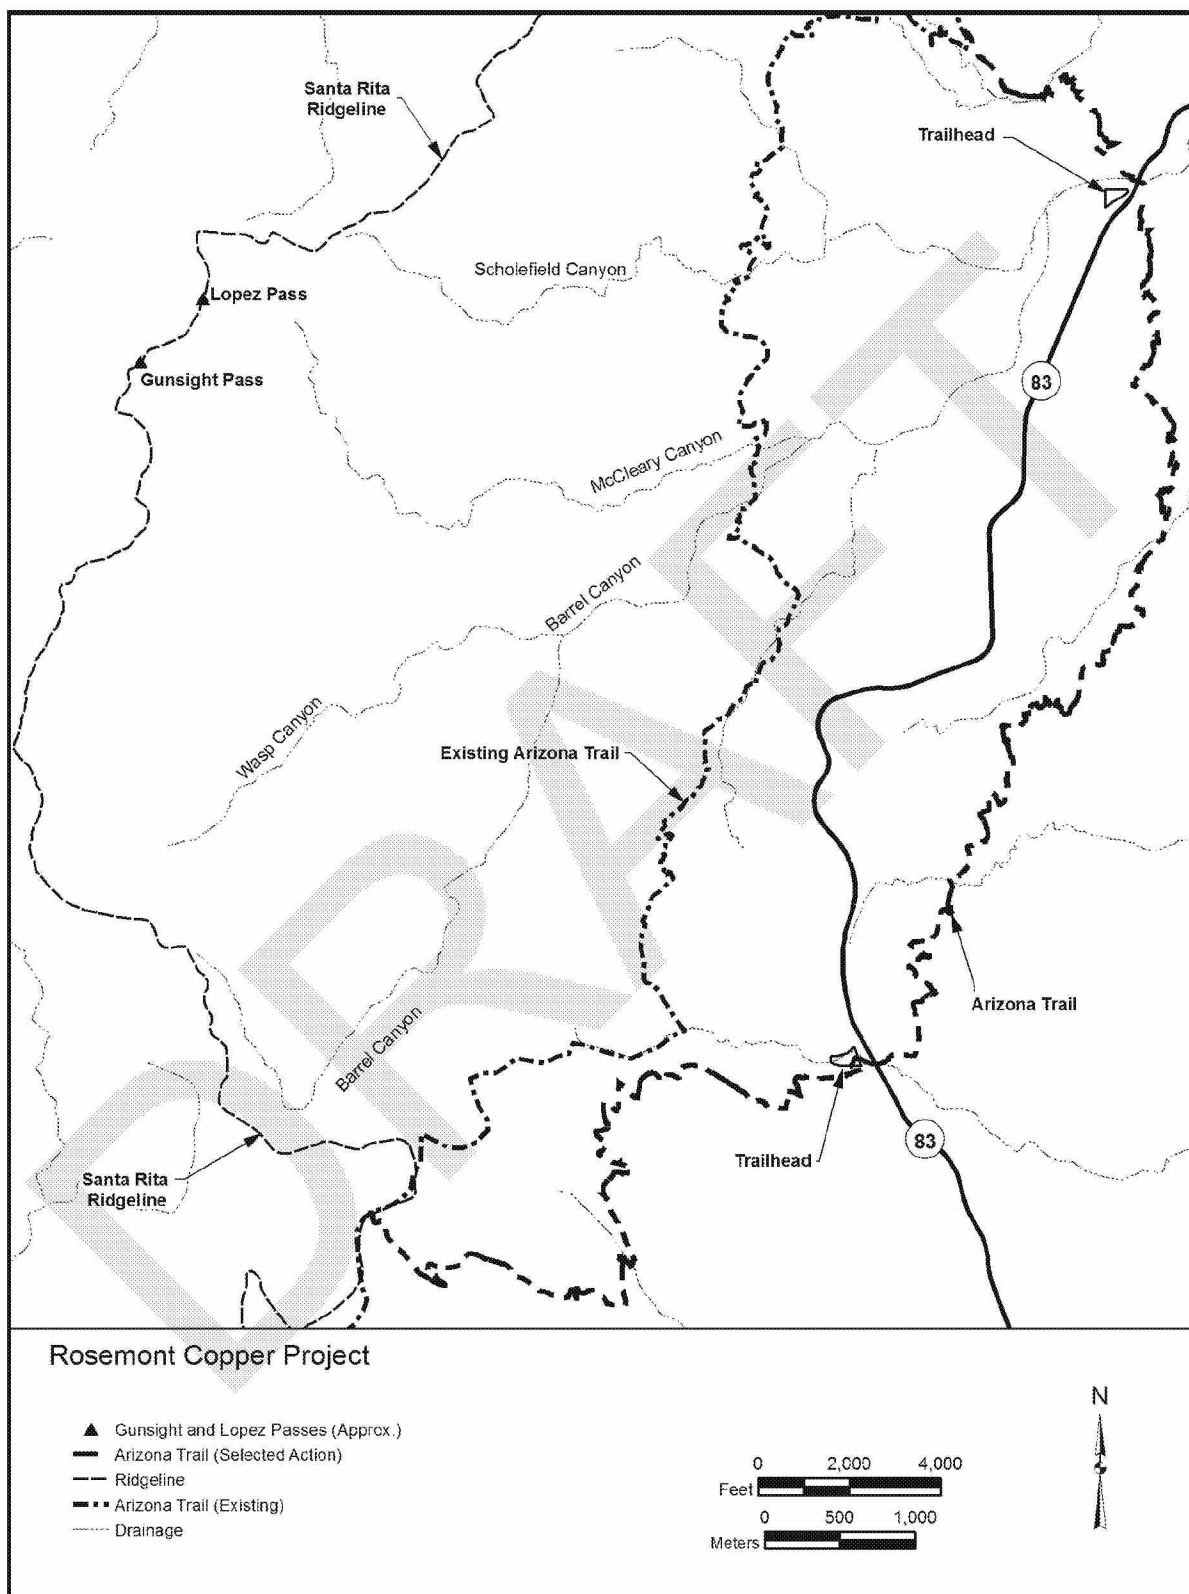 Santa Rita
Ridgeline
Trailhead
Scholefield Canyon
Lopez Pass
Gunsight Pass
83
McCleary Canyon
Barrel Canyon
Wasp Canyon
Existing Arizona Trail
Arizona Trail
Barrel Canyon
Trailhead
83
Santa Rita
Ridgeline
DRAFT
Rosemont Copper Project
N
Gunsight and Lopez Passes (Approx.)
Arizona Trail (Selected Action)
Ridgeline
Arizona Trail (Existing)
Drainage
0 2,000 4,000
Feet
0 500 1,000
Meters